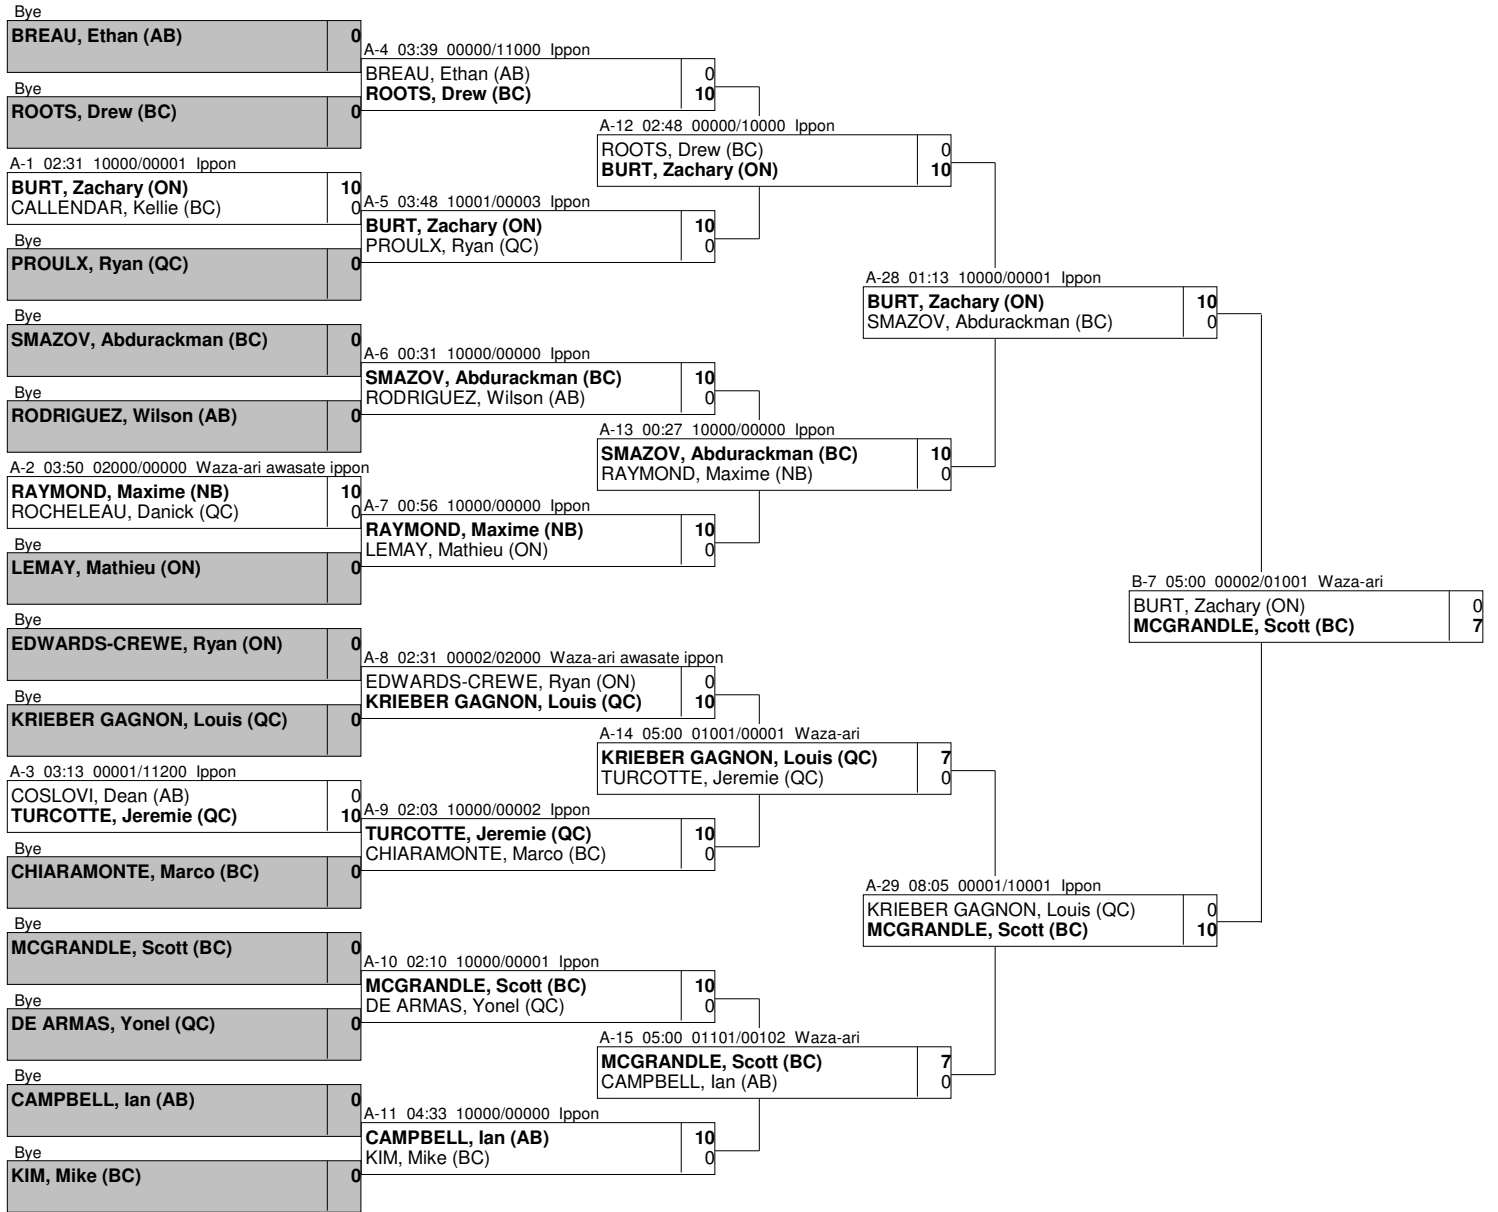 Bye
BREAU, Ethan (AB) 0
Bye
ROOTS, Drew (BC) 0
A-1 02:31 10000/00001 Ippon
BURT, Zachary (ON) 10
CALLENDAR, Kellie (BC) 0
Bye
PROULX, Ryan (QC) 0
Bye
SMAZOV, Abdurackman (BC) 0
Bye
RODRIGUEZ, Wilson (AB) 0
A-2 03:50 02000/00000 Waza-ari awasate ippon
RAYMOND, Maxime (NB) 10
ROCHELEAU, Danick (QC) 0
Bye
LEMAY, Mathieu (ON) 0
Bye
EDWARDS-CREWE, Ryan (ON) 0
Bye
KRIEBER GAGNON, Louis (QC) 0
A-3 03:13 00001/11200 Ippon
COSLOVI, Dean (AB) 0
TURCOTTE, Jeremie (QC) 10
Bye
CHIARAMONTE, Marco (BC) 0
Bye
MCGRANDLE, Scott (BC) 0
Bye
DE ARMAS, Yonel (QC) 0
Bye
CAMPBELL, Ian (AB) 0
Bye
KIM, Mike (BC) 0
A-4 03:39 00000/11000 Ippon
BREAU, Ethan (AB) 0
ROOTS, Drew (BC) 10
A-5 03:48 10001/00003 Ippon
BURT, Zachary (ON) 10
PROULX, Ryan (QC) 0
A-6 00:31 10000/00000 Ippon
SMAZOV, Abdurackman (BC) 10
RODRIGUEZ, Wilson (AB) 0
A-7 00:56 10000/00000 Ippon
RAYMOND, Maxime (NB) 10
LEMAY, Mathieu (ON) 0
A-8 02:31 00002/02000 Waza-ari awasate ippon
EDWARDS-CREWE, Ryan (ON) 0
KRIEBER GAGNON, Louis (QC) 10
A-9 02:03 10000/00002 Ippon
TURCOTTE, Jeremie (QC) 10
CHIARAMONTE, Marco (BC) 0
A-10 02:10 10000/00001 Ippon
MCGRANDLE, Scott (BC) 10
DE ARMAS, Yonel (QC) 0
A-11 04:33 10000/00000 Ippon
CAMPBELL, Ian (AB) 10
KIM, Mike (BC) 0
A-12 02:48 00000/10000 Ippon
ROOTS, Drew (BC) 0
BURT, Zachary (ON) 10
A-13 00:27 10000/00000 Ippon
SMAZOV, Abdurackman (BC) 10
RAYMOND, Maxime (NB) 0
A-14 05:00 01001/00001 Waza-ari
KRIEBER GAGNON, Louis (QC) 7
TURCOTTE, Jeremie (QC) 0
A-15 05:00 01101/00102 Waza-ari
MCGRANDLE, Scott (BC) 7
CAMPBELL, Ian (AB) 0
A-28 01:13 10000/00001 Ippon
BURT, Zachary (ON) 10
SMAZOV, Abdurackman (BC) 0
A-29 08:05 00001/10001 Ippon
KRIEBER GAGNON, Louis (QC) 0
MCGRANDLE, Scott (BC) 10
B-7 05:00 00002/01001 Waza-ari
BURT, Zachary (ON) 0
MCGRANDLE, Scott (BC) 7